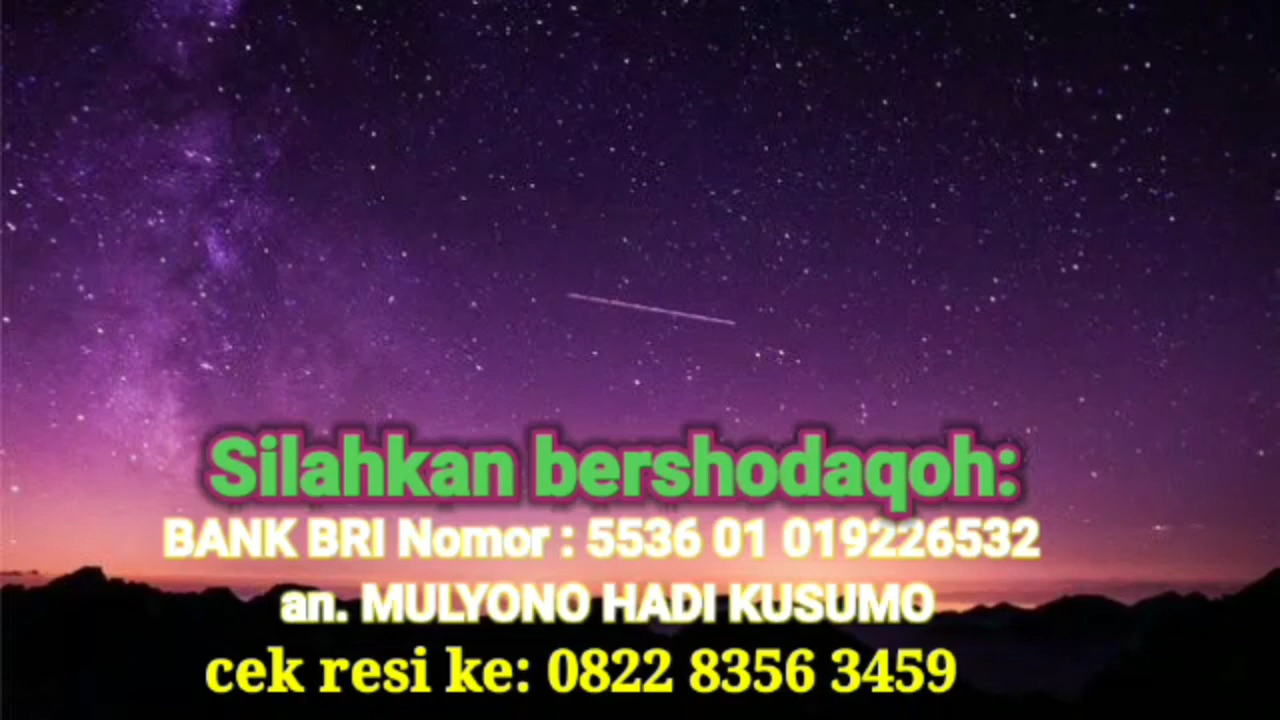 Silahkan bershodaqoh:
BANK BRI Nomor : 5536 01 019226532
an. MULYONO HADI KUSUMO
cek resi ke: 0822 8356 3459